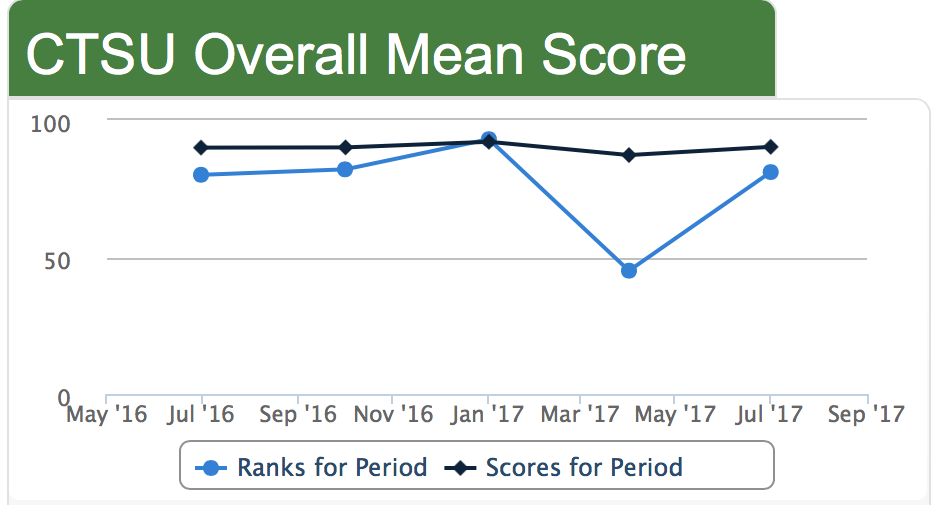 CTSU Overall Mean Score
100
50
0
May '16 Jul '16 Sep '16 Nov '16 Jan '17 Mar '17 May '17 Jul '17 Sep '17
Ranks for Period Scores for Period